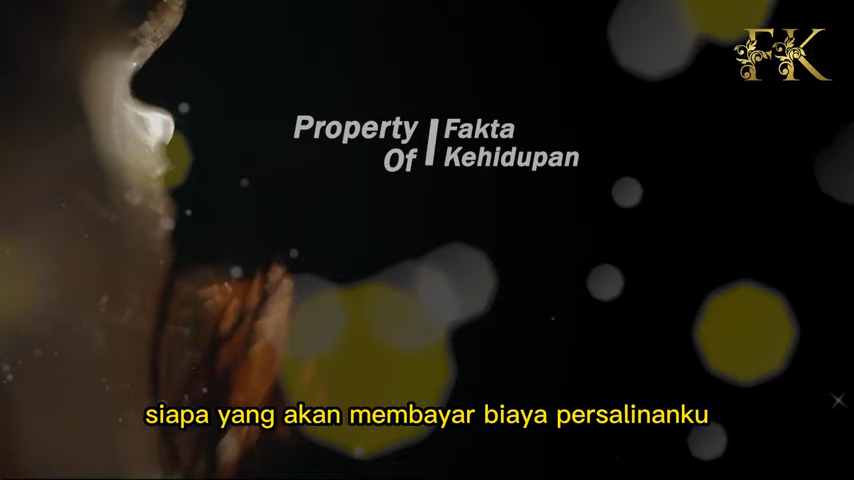 FK
Property Of
Fakta Kehidupan
siapa yang akan membayar biaya persalinanku